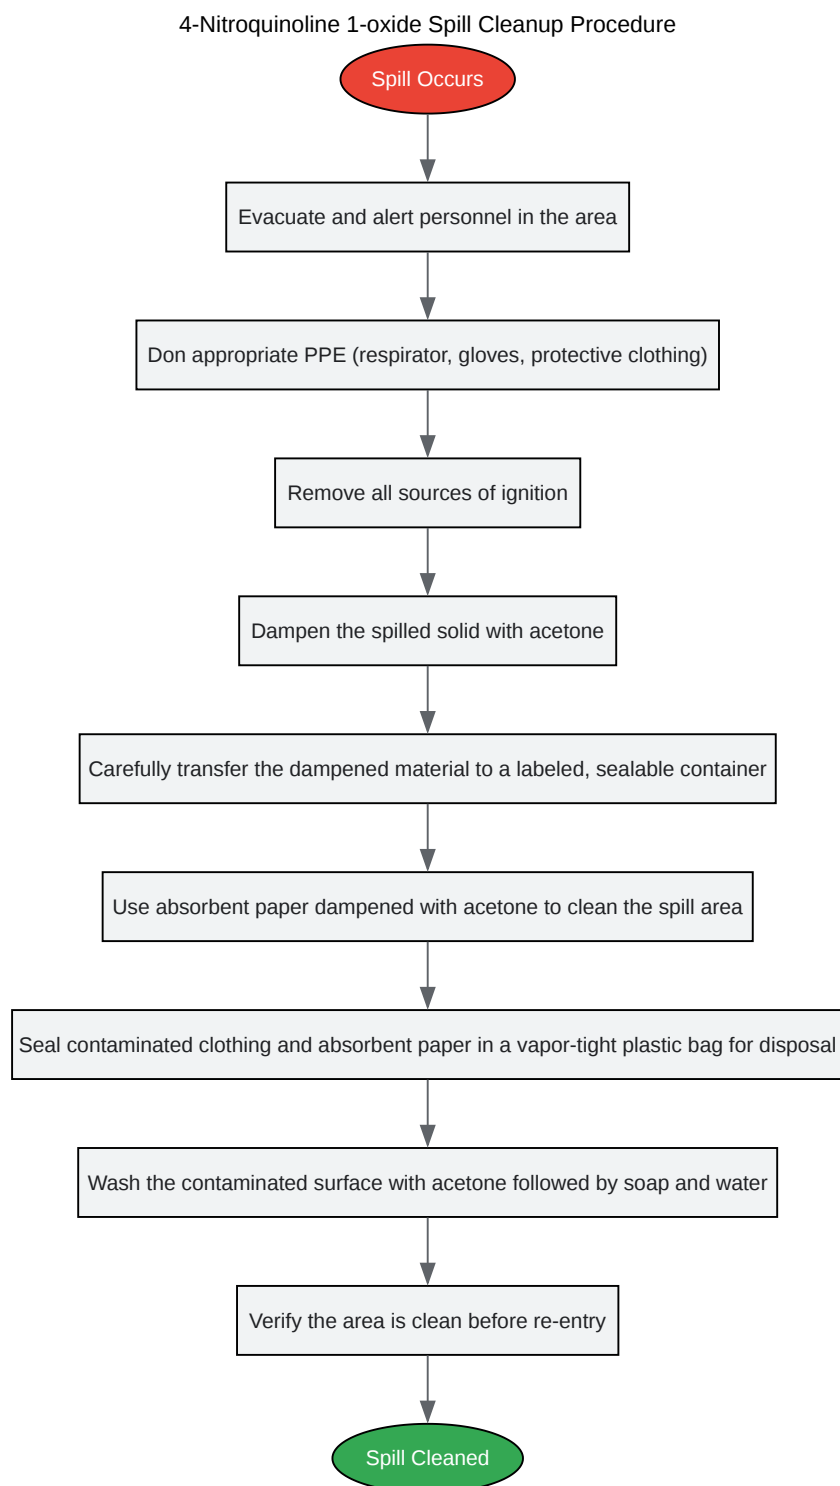 4-Nitroquinoline 1-oxide Spill Cleanup Procedure
Spill Occurs
Evacuate and alert personnel in the area
Don appropriate PPE (respirator, gloves, protective clothing)
Remove all sources of ignition
Dampen the spilled solid with acetone
Carefully transfer the dampened material to a labeled, sealable container
Use absorbent paper dampened with acetone to clean the spill area
Seal contaminated clothing and absorbent paper in a vapor-tight plastic bag for disposal
Wash the contaminated surface with acetone followed by soap and water
Verify the area is clean before re-entry
Spill Cleaned